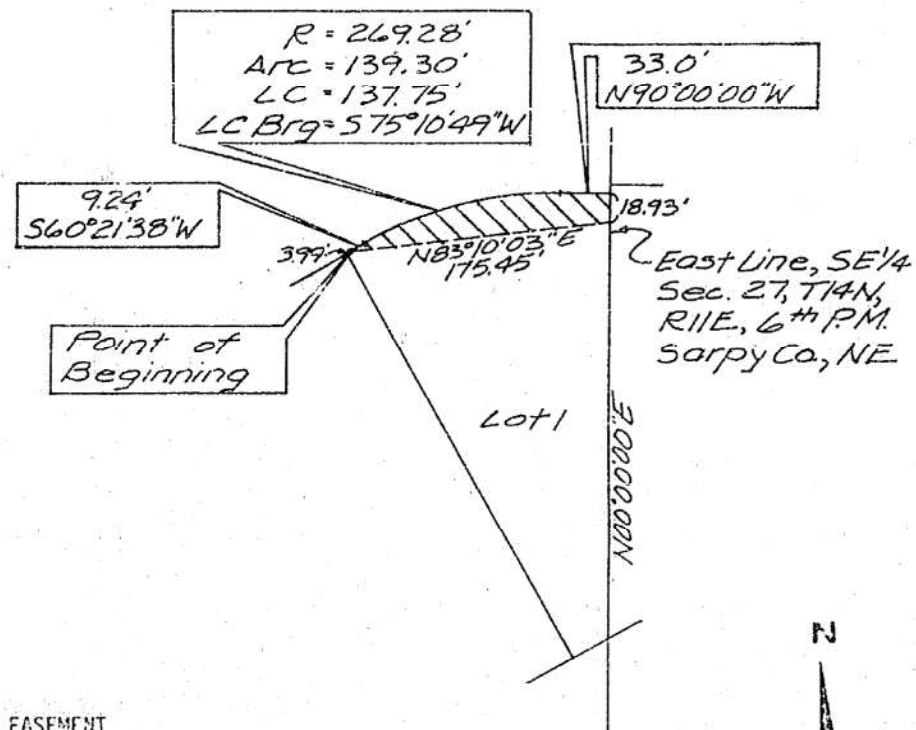 R = 269.28'
Arc = 139.30'
LC = 137.75'
LC Brg = S75°10'49"W
33.0'
N90°00'00"W
9.24'
S60°21'38"W
3.99'
18.93'
N83°10'03"E
175.45'
East Line, SE1/4
Sec. 27, T14N,
R11E, 6th P.M.
Sarpy Co., NE
Point of
Beginning
Lot 1
N00°00'00"E
N
EASEMENT